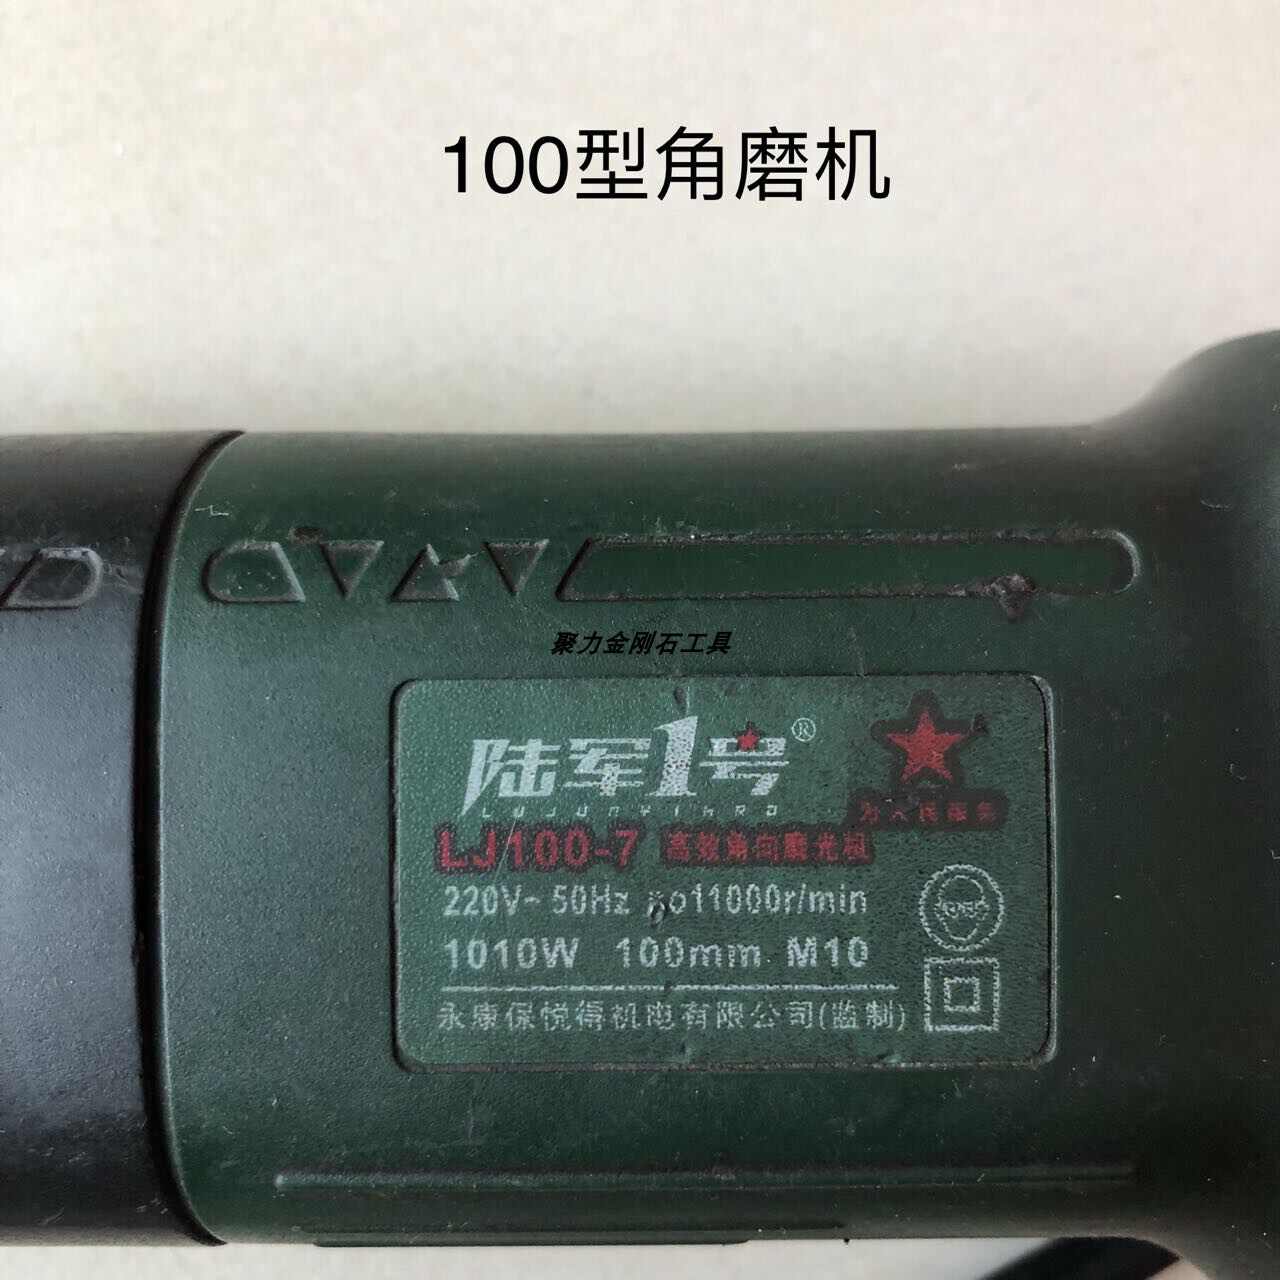 100型角磨机
聚力金刚石工具
陆军1号®
LUJUNYIHAO
为人民服务
LJ100-7 高效角向磨光机
220V~50Hz no11000r/min
1010W 100mm M10
永康保悦得机电有限公司(监制)